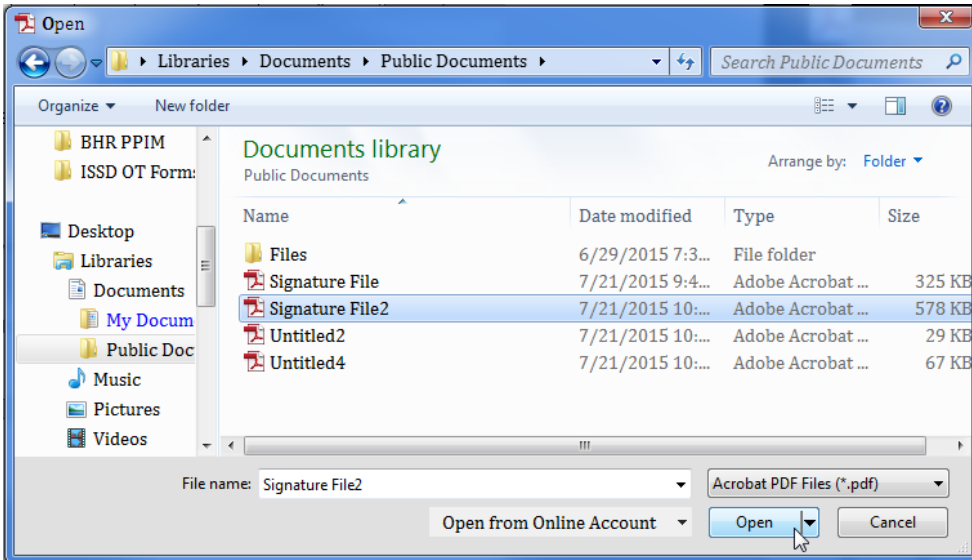 Open
Libraries Documents Public Documents
Search Public Documents
Organize New folder
BHR PPIM
ISSD OT Form
Desktop
Libraries
Documents
My Docum
Public Doc
Music
Pictures
Videos
Documents library
Public Documents
Arrange by: Folder
Name Date modified Type Size
Files 6/29/2015 7:3... File folder
Signature File 7/21/2015 9:4... Adobe Acrobat ... 325 KB
Signature File2 7/21/2015 10:... Adobe Acrobat ... 578 KB
Untitled2 7/21/2015 10:... Adobe Acrobat ... 29 KB
Untitled4 7/21/2015 10:... Adobe Acrobat ... 67 KB
File name: Signature File2
Acrobat PDF Files (*.pdf)
Open from Online Account
Open
Cancel